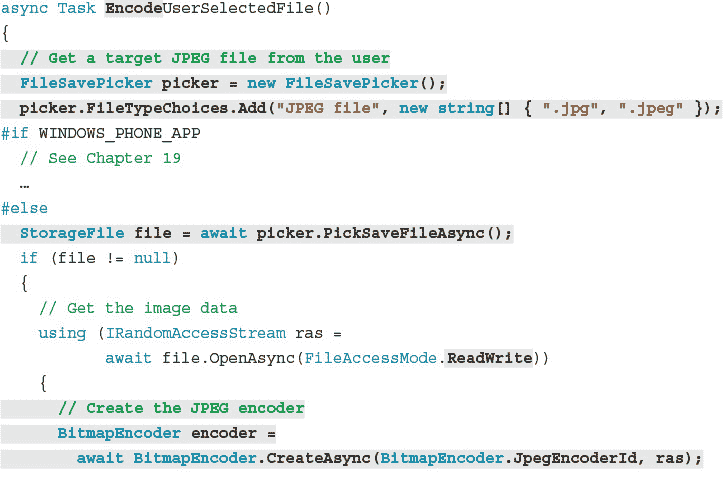 async Task EncodeUserSelectedFile()
{
  // Get a target JPEG file from the user
  FileSavePicker picker = new FileSavePicker();
  picker.FileTypeChoices.Add("JPEG file", new string[] { ".jpg", ".jpeg" });
#if WINDOWS_PHONE_APP
  // See Chapter 19
  …
#else
  StorageFile file = await picker.PickSaveFileAsync();
  if (file != null)
  {
    // Get the image data
    using (IRandomAccessStream ras =
           await file.OpenAsync(FileAccessMode.ReadWrite))
    {
      // Create the JPEG encoder
      BitmapEncoder encoder =
        await BitmapEncoder.CreateAsync(BitmapEncoder.JpegEncoderId, ras);